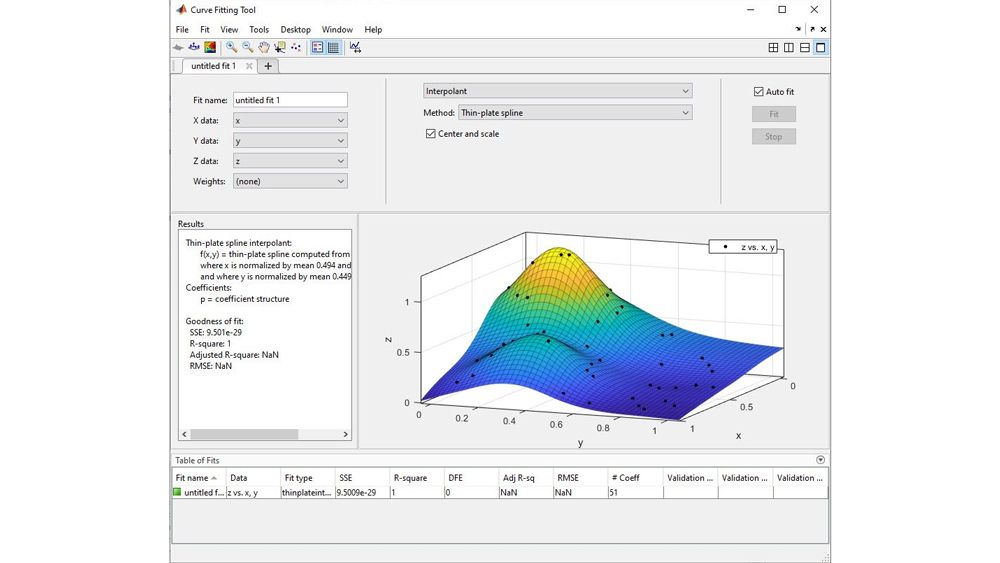 Curve Fitting Tool
File Fit View Tools Desktop Window Help
untitled fit 1
Fit name: untitled fit 1
X data: x
Y data: y
Z data: z
Weights: (none)
Interpolant
Method: Thin-plate spline
Center and scale
Auto fit
Fit
Stop
Results
Thin-plate spline interpolant:
f(x,y) = thin-plate spline computed from
where x is normalized by mean 0.494 and
and where y is normalized by mean 0.449
Coefficients:
p = coefficient structure
Goodness of fit:
SSE: 9.501e-29
R-square: 1
Adjusted R-square: NaN
RMSE: NaN
z vs. x, y
1
0.5
0
z
0 0.2 0.4 0.6 0.8 1
y
1 0.5 0
x
Table of Fits
Fit name Data Fit type SSE R-square DFE Adj R-sq RMSE # Coeff Validation ... Validation ... Validation ...
untitled f... z vs. x, y thinplateint... 9.5009e-29 1 0 NaN NaN 51